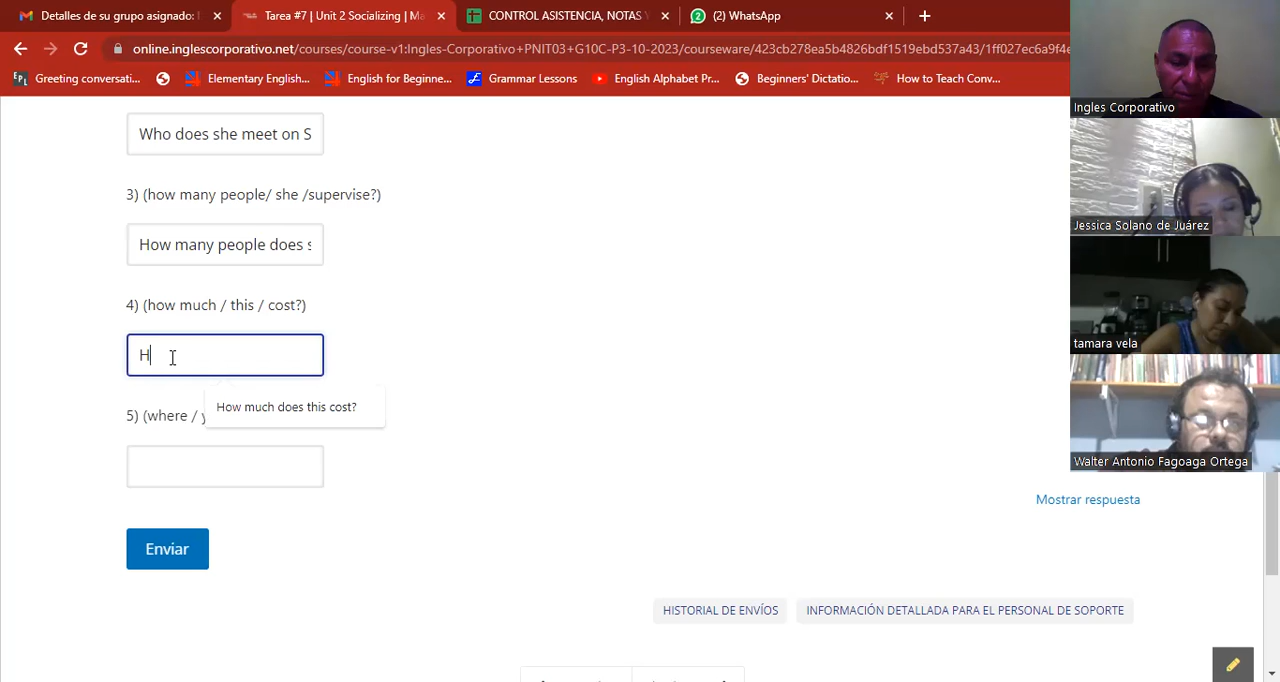 Detalles de su grupo asignado:
Tarea #7 | Unit 2 Socializing | Ma
CONTROL ASISTENCIA, NOTAS Y
(2) WhatsApp
online.inglescorporativo.net/courses/course-v1:Ingles-Corporativo+PNIT03+G10C-P3-10-2023/courseware/423cb278ea5b4826bdf1519ebd537a43/1ff027ec6a9f4e
Greeting conversati...
Elementary English...
English for Beginne...
Grammar Lessons
English Alphabet Pr...
Beginners' Dictatio...
How to Teach Conv...
Who does she meet on S
3) (how many people/ she /supervise?)
How many people does s
4) (how much / this / cost?)
H
How much does this cost?
5) (where / y
Mostrar respuesta
Enviar
HISTORIAL DE ENVÍOS
INFORMACIÓN DETALLADA PARA EL PERSONAL DE SOPORTE
Ingles Corporativo
Jessica Solano de Juárez
tamara vela
Walter Antonio Fagoaga Ortega